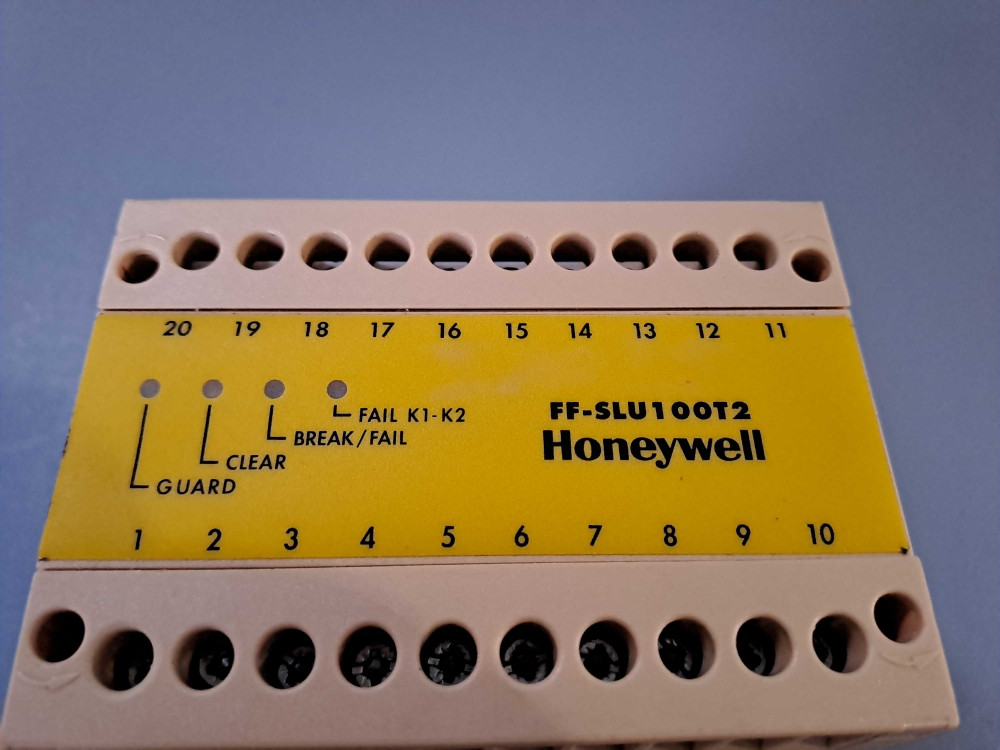 20 19 18 17 16 15 14 13 12 11
FAIL K1-K2
BREAK/FAIL
CLEAR
GUARD
FF-SLU100T2
Honeywell
1 2 3 4 5 6 7 8 9 10